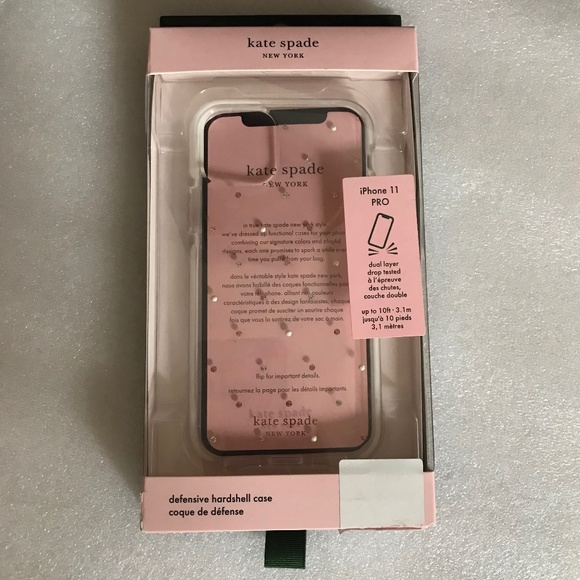 kate spade
NEW YORK
kate spade
NEW YORK
in true kate spade new york style,
we've dressed up functional cases for your phone.
combining our signature colors and playful
designs, each one promises to spark a smile every
time you pull it from your bag.
dans le véritable style kate spade new york,
nous avons habillé des coques fonctionnelles pour
votre téléphone. alliant nos couleurs
caractéristiques à des design fantaisistes, chaque
coque promet de susciter un sourire chaque
fois que vous la sortirez de votre sac à main.
flip for important details.
retournez la page pour les détails importants.
kate spade
kate spade
NEW YORK
iPhone 11
PRO
dual layer
drop tested
à l'épreuve
des chutes,
couche double
up to 10ft · 3.1m
jusqu'à 10 pieds
3,1 mètres
defensive hardshell case
coque de défense